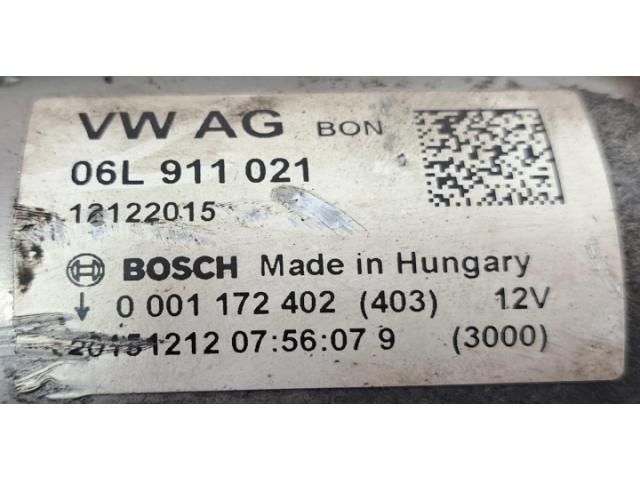 VW AG BON
06L 911 021
12122015
BOSCH Made in Hungary
↓ 0 001 172 402 (403) 12V
20151212 07:56:07 9 (3000)